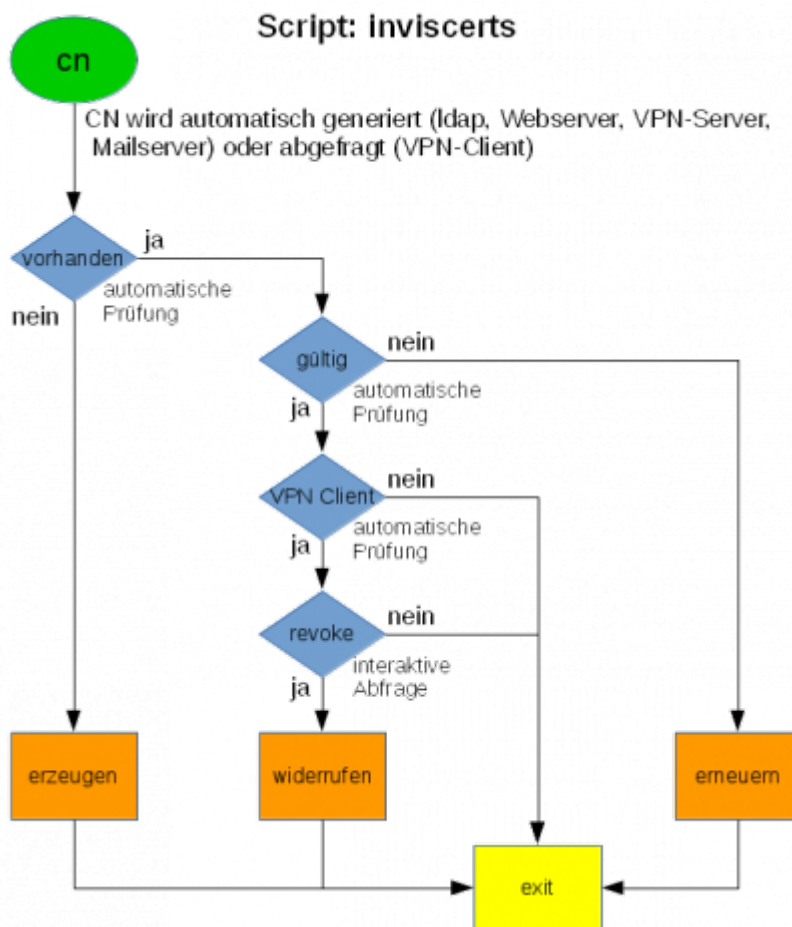 Script: inviscerts
cn
CN wird automatisch generiert (ldap, Webserver, VPN-Server,
Mailserver) oder abgefragt (VPN-Client)
ja
vorhanden
automatische
Prüfung
nein
nein
gültig
automatische
Prüfung
ja
nein
VPN Client
automatische
Prüfung
ja
nein
revoke
interaktive
Abfrage
ja
erzeugen
widerrufen
erneuern
exit